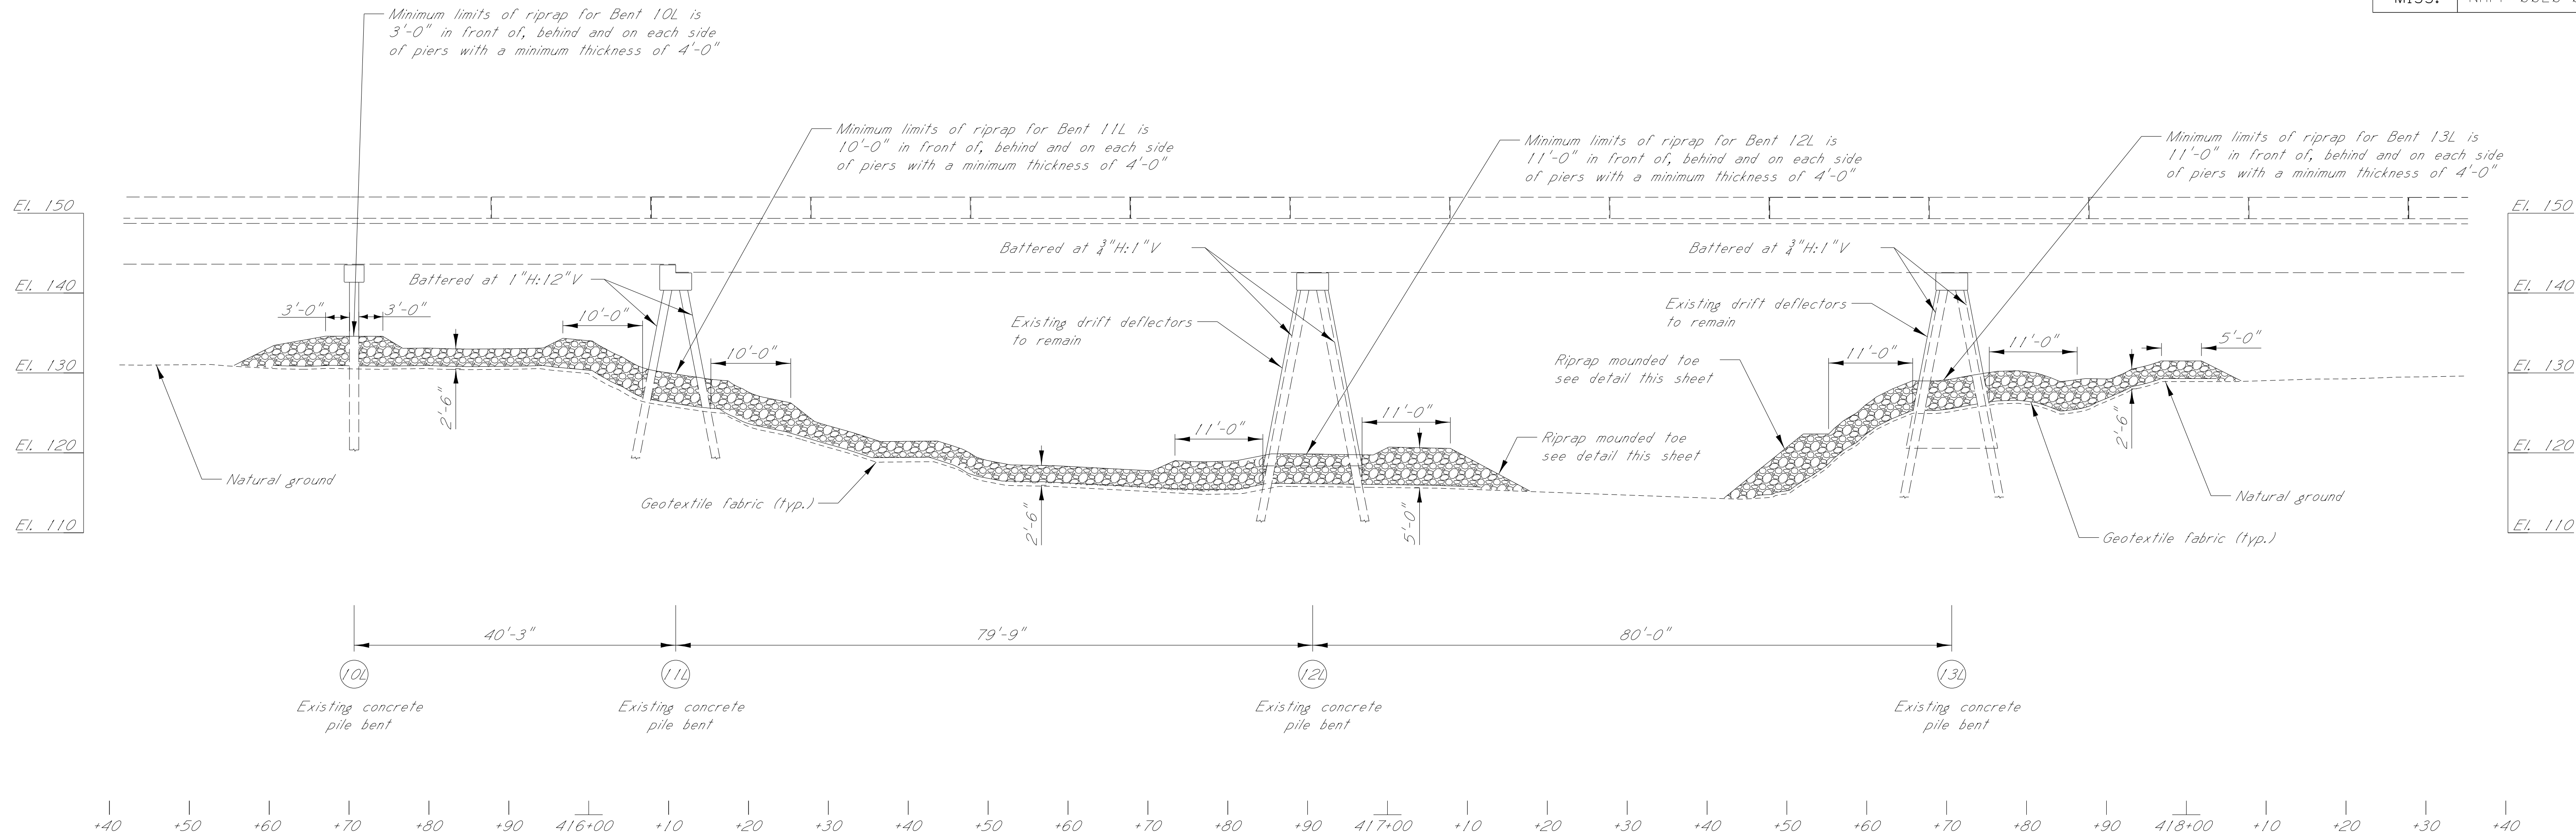 MISS.
Minimum limits of riprap for Bent 10L is
3'-0" in front of, behind and on each side
of piers with a minimum thickness of 4'-0"
Minimum limits of riprap for Bent 11L is
10'-0" in front of, behind and on each side
of piers with a minimum thickness of 4'-0"
Minimum limits of riprap for Bent 12L is
11'-0" in front of, behind and on each side
of piers with a minimum thickness of 4'-0"
Minimum limits of riprap for Bent 13L is
11'-0" in front of, behind and on each side
of piers with a minimum thickness of 4'-0"
El. 150
El. 140
El. 130
El. 120
El. 110
El. 150
El. 140
El. 130
El. 120
El. 110
3'-0"
3'-0"
Battered at 1"H:12"V
10'-0"
10'-0"
2'-6"
Natural ground
Geotextile fabric (typ.)
Battered at 3/4"H:1"V
Existing drift deflectors
to remain
11'-0"
11'-0"
2'-6"
5'-0"
Riprap mounded toe
see detail this sheet
Battered at 3/4"H:1"V
Existing drift deflectors
to remain
Riprap mounded toe
see detail this sheet
11'-0"
11'-0"
5'-0"
2'-6"
Natural ground
Geotextile fabric (typ.)
40'-3"
79'-9"
80'-0"
10L
Existing concrete
pile bent
11L
Existing concrete
pile bent
12L
Existing concrete
pile bent
13L
Existing concrete
pile bent
+40 +50 +60 +70 +80 +90 416+00 +10 +20 +30 +40 +50 +60 +70 +80 +90 417+00 +10 +20 +30 +40 +50 +60 +70 +80 +90 418+00 +10 +20 +30 +40